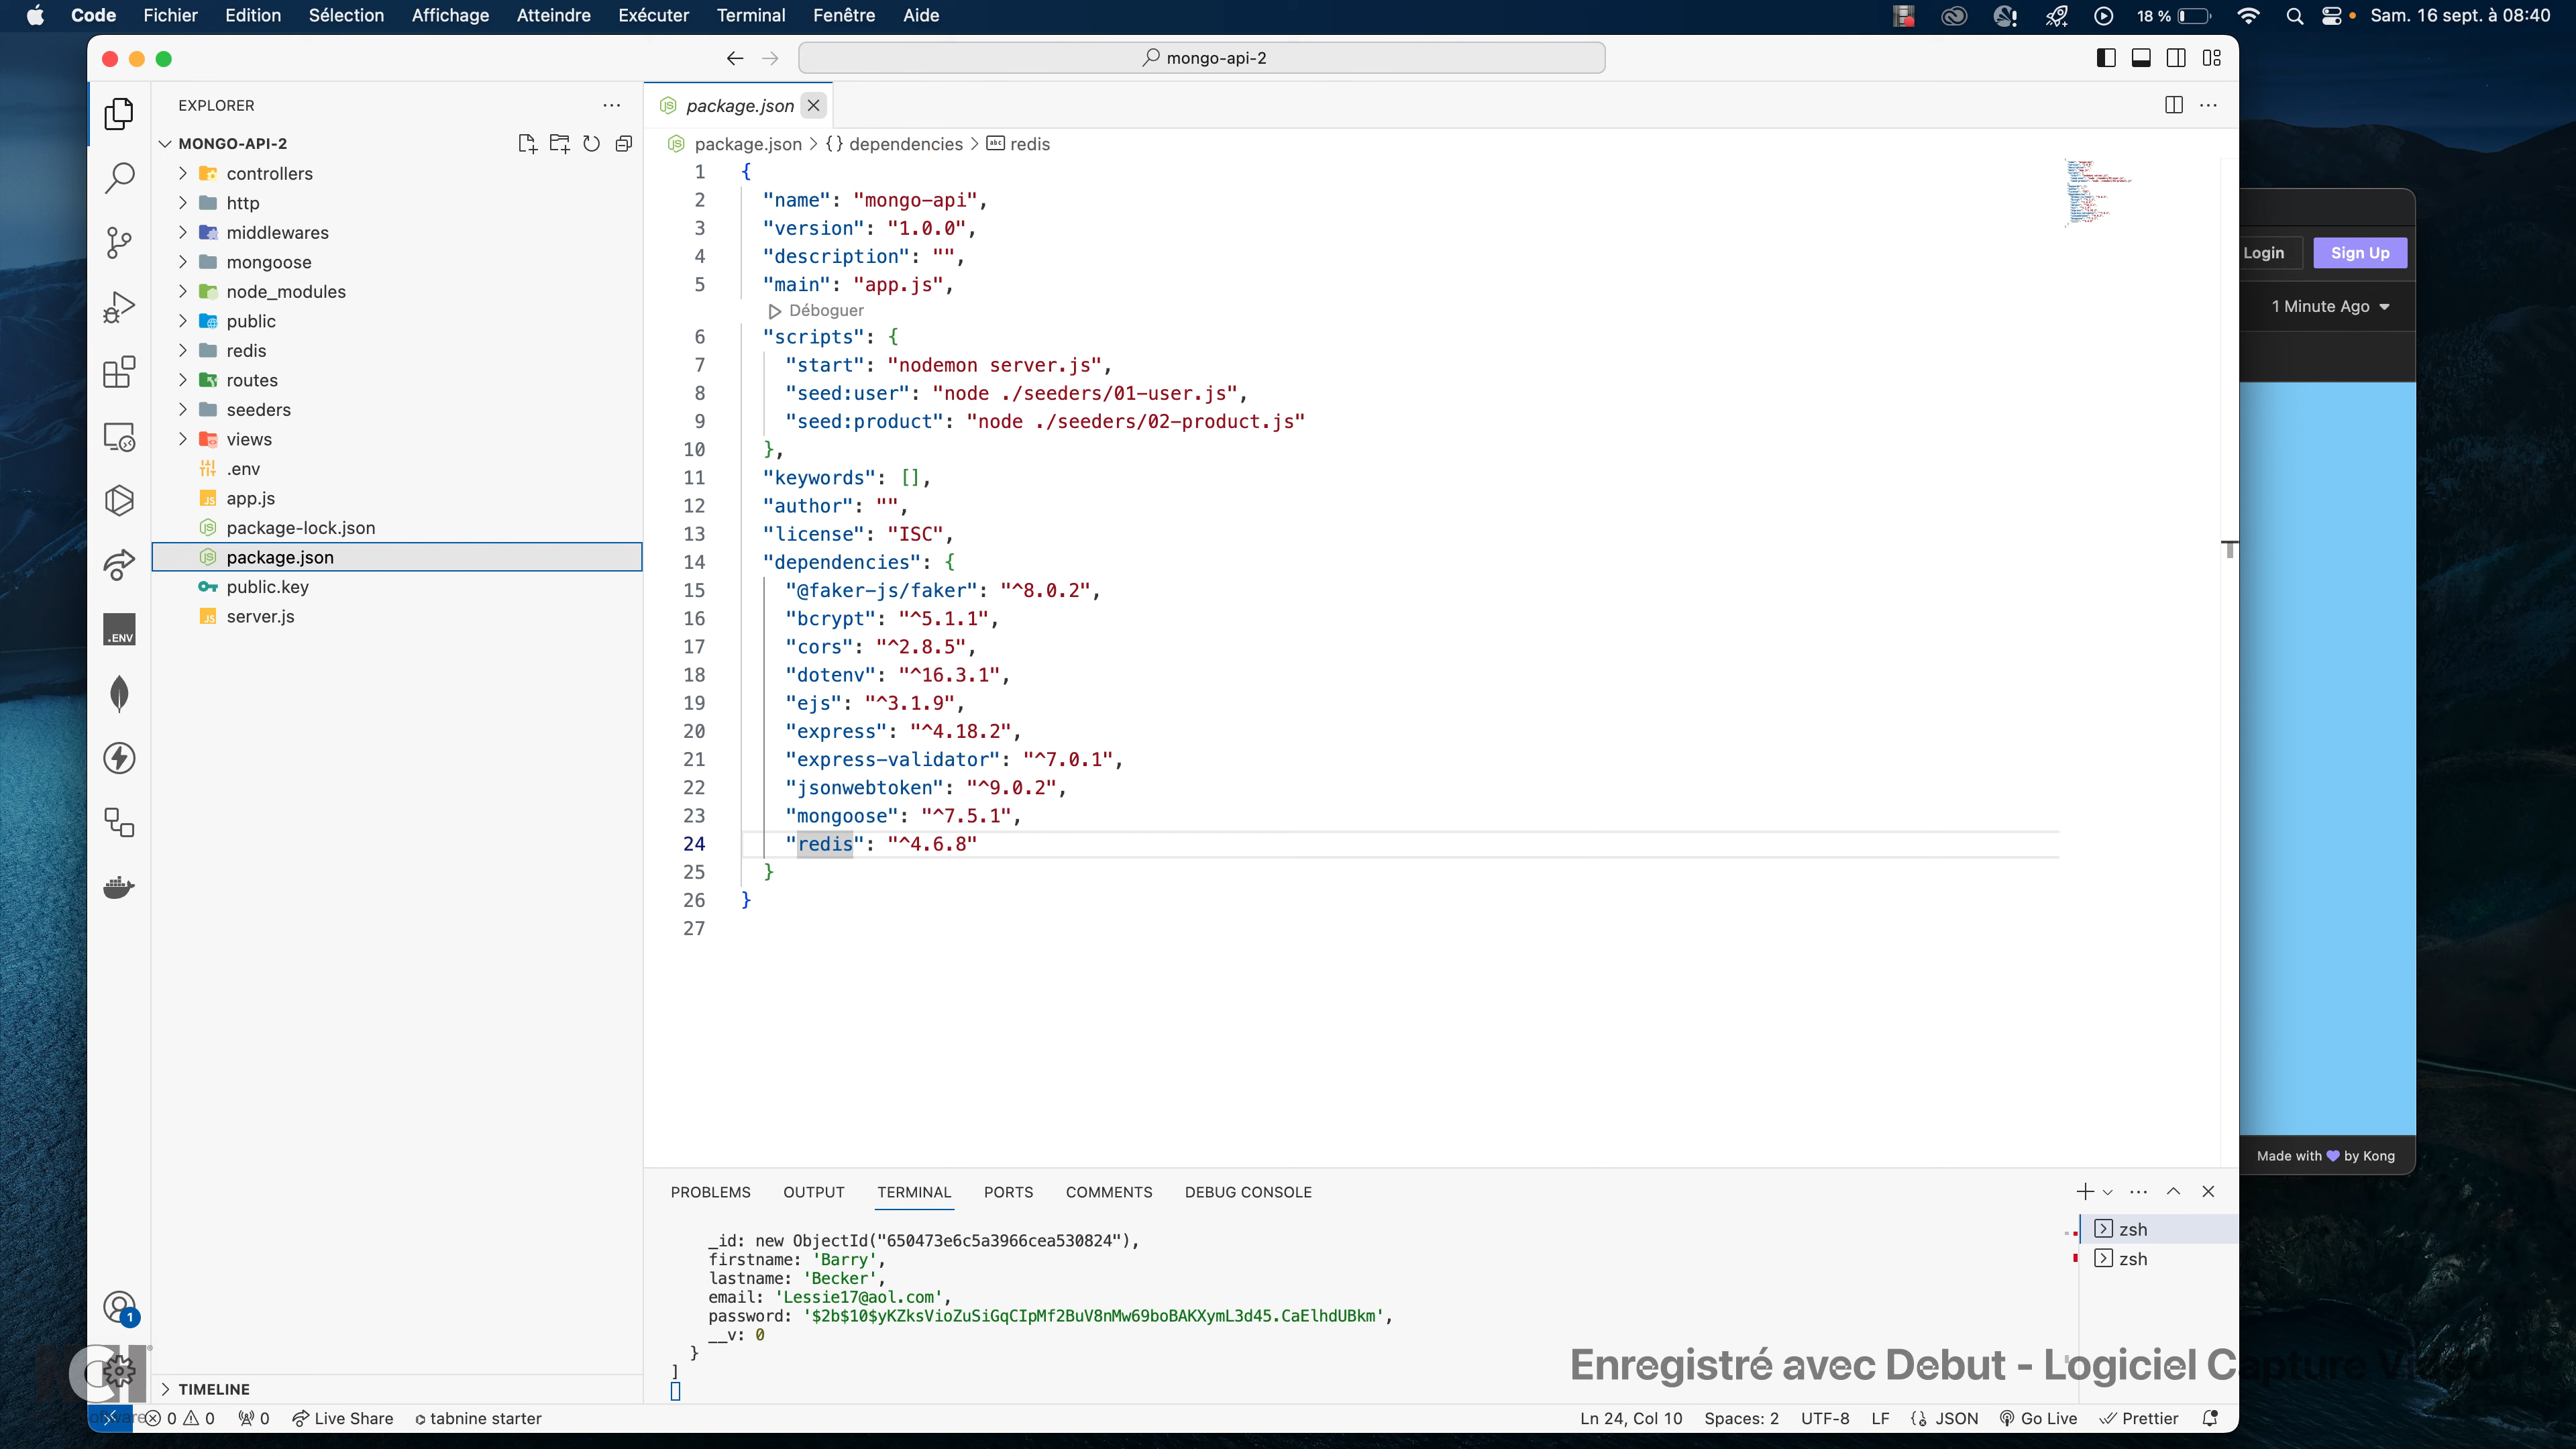 Code Fichier Edition Sélection Affichage Atteindre Exécuter Terminal Fenêtre Aide 18 % Sam. 16 sept. à 08:40
mongo-api-2
EXPLORER
package.json
MONGO-API-2
package.json > {} dependencies > abc redis
controllers
http
middlewares
mongoose
node_modules
public
redis
routes
seeders
views
.env
app.js
package-lock.json
package.json
public.key
server.js
TIMELINE
1 {
2 "name": "mongo-api",
3 "version": "1.0.0",
4 "description": "",
5 "main": "app.js",
Déboguer
6 "scripts": {
7 "start": "nodemon server.js",
8 "seed:user": "node ./seeders/01-user.js",
9 "seed:product": "node ./seeders/02-product.js"
10 },
11 "keywords": [],
12 "author": "",
13 "license": "ISC",
14 "dependencies": {
15 "@faker-js/faker": "^8.0.2",
16 "bcrypt": "^5.1.1",
17 "cors": "^2.8.5",
18 "dotenv": "^16.3.1",
19 "ejs": "^3.1.9",
20 "express": "^4.18.2",
21 "express-validator": "^7.0.1",
22 "jsonwebtoken": "^9.0.2",
23 "mongoose": "^7.5.1",
24 "redis": "^4.6.8"
25 }
26 }
27
Login Sign Up
1 Minute Ago
Made with 💜 by Kong
.ENV
1
PROBLEMS OUTPUT TERMINAL PORTS COMMENTS DEBUG CONSOLE
_id: new ObjectId("650473e6c5a3966cea530824"),
firstname: 'Barry',
lastname: 'Becker',
email: 'Lessie17@aol.com',
password: '$2b$10$yKZksVioZuSiGqCIpMf2BuV8nMw69boBAKXymL3d45.CaElhdUBkm',
__v: 0
}
]
zsh
zsh
Enregistré avec Debut - Logiciel Capture
0 0 0 Live Share tabnine starter Ln 24, Col 10 Spaces: 2 UTF-8 LF JSON Go Live Prettier